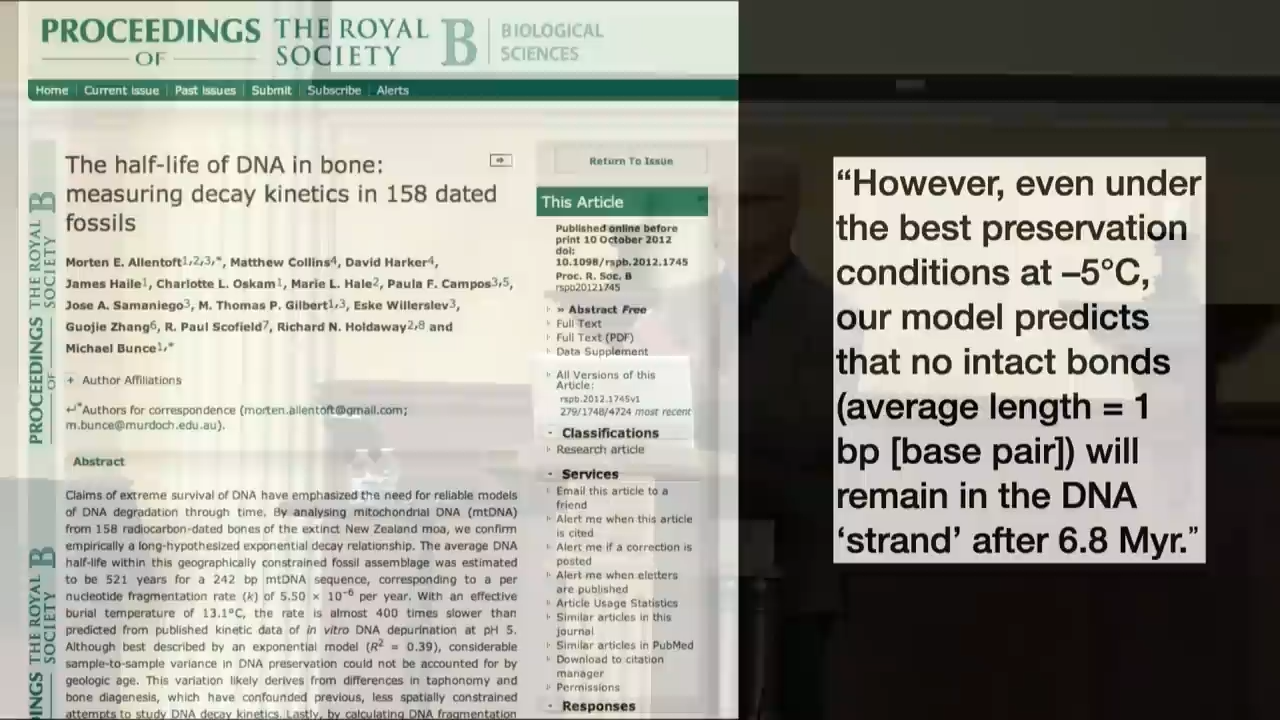 PROCEEDINGS THE ROYAL B BIOLOGICAL
OF SOCIETY SCIENCES
Home Current Issue Past Issues Submit Subscribe Alerts
The half-life of DNA in bone:
measuring decay kinetics in 158 dated
fossils
Morten E. Allentoft1,2,3,*, Matthew Collins4, David Harker4,
James Haile1, Charlotte L. Oskam1, Marie L. Hale2, Paula F. Campos3,5,
Jose A. Samaniego3, M. Thomas P. Gilbert1,3, Eske Willerslev3,
Guojie Zhang6, R. Paul Scofield7, Richard N. Holdaway2,8 and
Michael Bunce1,*
+ Author Affiliations
↵*Authors for correspondence (morten.allentoft@gmail.com;
m.bunce@murdoch.edu.au).
Abstract
Claims of extreme survival of DNA have emphasized the need for reliable models
of DNA degradation through time. By analysing mitochondrial DNA (mtDNA)
from 158 radiocarbon-dated bones of the extinct New Zealand moa, we confirm
empirically a long-hypothesized exponential decay relationship. The average DNA
half-life within this geographically constrained fossil assemblage was estimated
to be 521 years for a 242 bp mtDNA sequence, corresponding to a per
nucleotide fragmentation rate (k) of 5.50 × 10−6 per year. With an effective
burial temperature of 13.1°C, the rate is almost 400 times slower than
predicted from published kinetic data of in vitro DNA depurination at pH 5.
Although best described by an exponential model (R2 = 0.39), considerable
sample-to-sample variance in DNA preservation could not be accounted for by
geologic age. This variation likely derives from differences in taphonomy and
bone diagenesis, which have confounded previous, less spatially constrained
attempts to study DNA decay kinetics. Lastly, by calculating DNA fragmentation
Return To Issue
This Article
Published online before
print 10 October 2012
doi:
10.1098/rspb.2012.1745
Proc. R. Soc. B
rspb20121745
» Abstract Free
Full Text
Full Text (PDF)
Data Supplement
All Versions of this
Article:
rspb.2012.1745v1
279/1748/4724 most recent
- Classifications
Research article
- Services
Email this article to a
friend
Alert me when this article
is cited
Alert me if a correction is
posted
Alert me when eletters
are published
Article Usage Statistics
Similar articles in this
journal
Similar articles in PubMed
Download to citation
manager
Permissions
- Responses
PROCEEDINGS OF THE ROYAL SOCIETY B
DINGS OF THE ROYAL SOCIETY B
“However, even under
the best preservation
conditions at –5°C,
our model predicts
that no intact bonds
(average length = 1
bp [base pair]) will
remain in the DNA
‘strand’ after 6.8 Myr.”